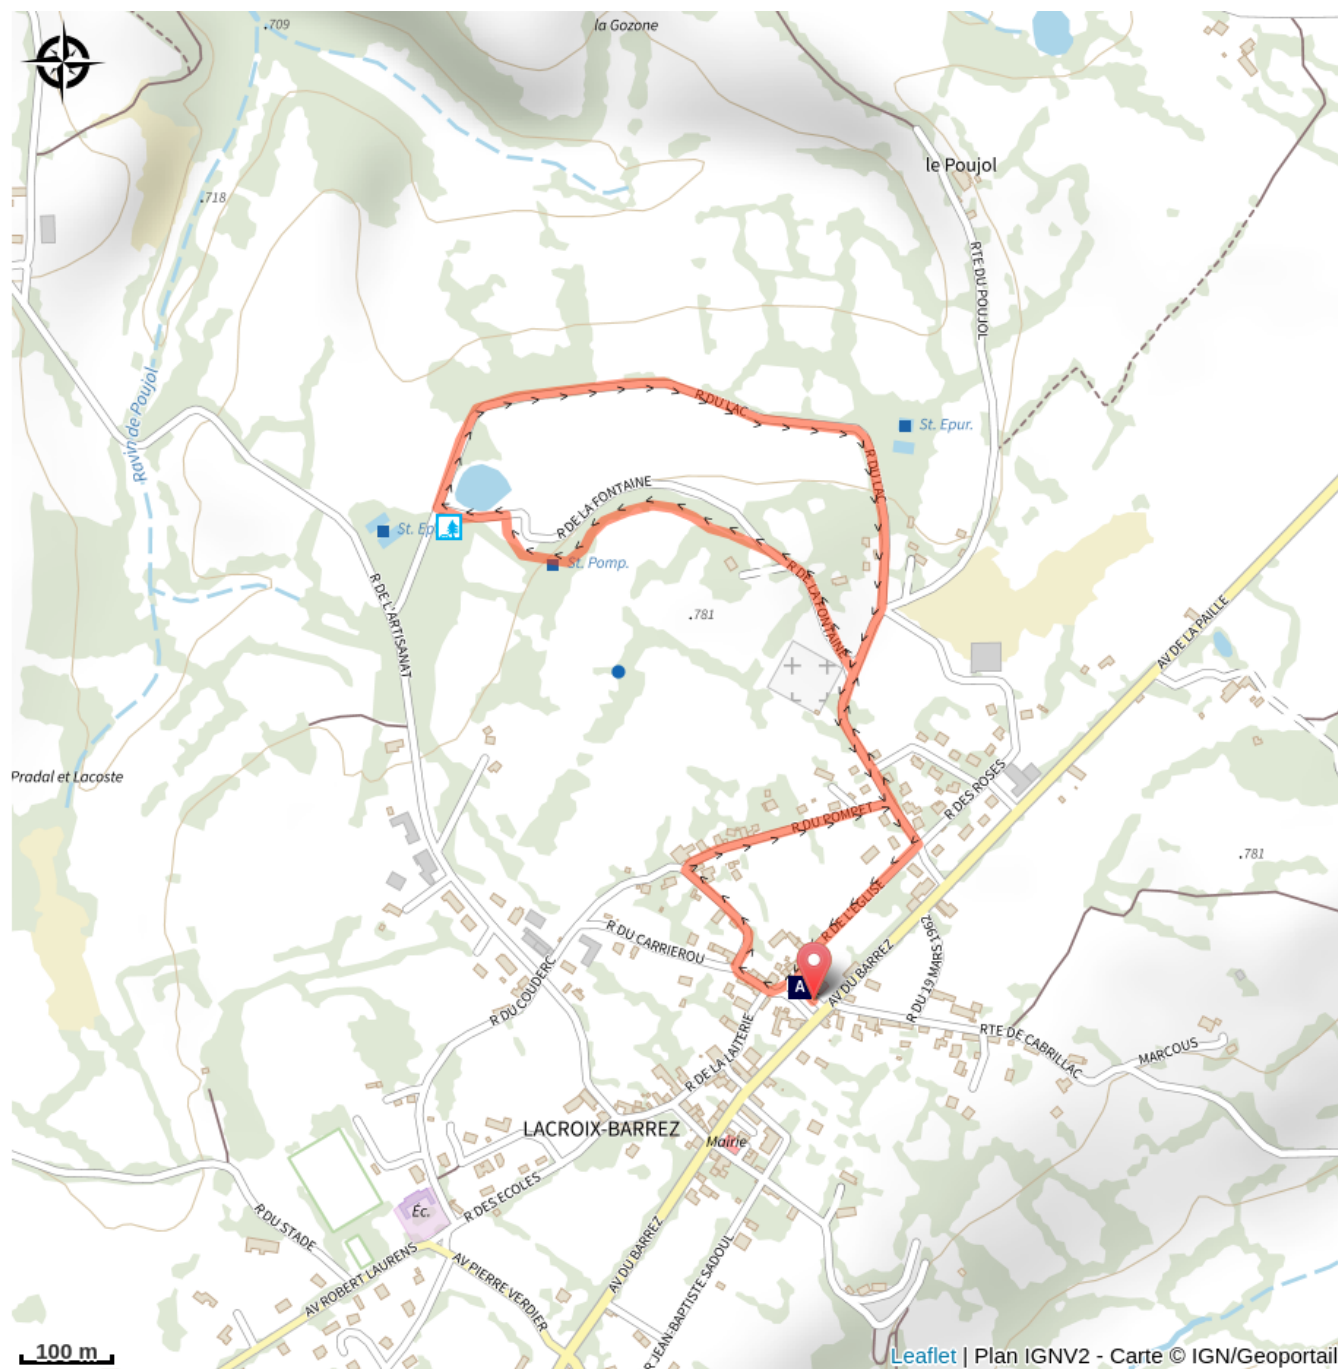 709
la Gozone
le Poujol
718
RTE DU POUJOL
Ravin de Poujol
R DU LAC
St. Epur.
R DU LAC
R DE LA FONTAINE
St. Ep
St. Pomp.
R DE LA FONTAINE
R DE L'ARTISANAT
781
AV DE LA PAILLE
Pradal et Lacoste
R DES ROSES
R DU POMPET
781
R DE L'EGLISE
R DU CARRIEROU
R DU 19 MARS 1962
AV DU BARREZ
R DU COUDERC
A
R DE LA LAITERIE
RTE DE CABRILLAC
MARCOUS
LACROIX-BARREZ
Mairie
R DES ECOLES
Éc.
R DU STADE
AV ROBERT LAURENS
AV PIERRE VERDIER
AV DU BARREZ
R JEAN-BAPTISTE SADOUL
100 m
Leaflet | Plan IGNV2 - Carte © IGN/Geoportail